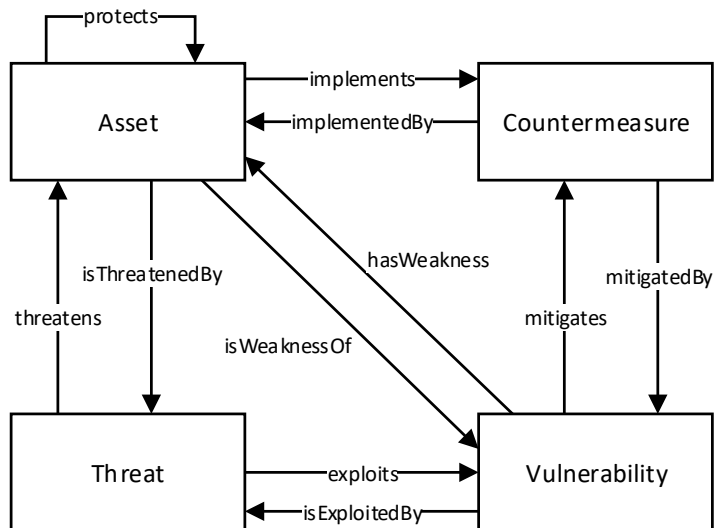 protects
implements
Asset
Countermeasure
implementedBy
hasWeakness
isThreatenedBy
mitigatedBy
threatens
mitigates
isWeaknessOf
Threat
exploits
Vulnerability
isExploitedBy